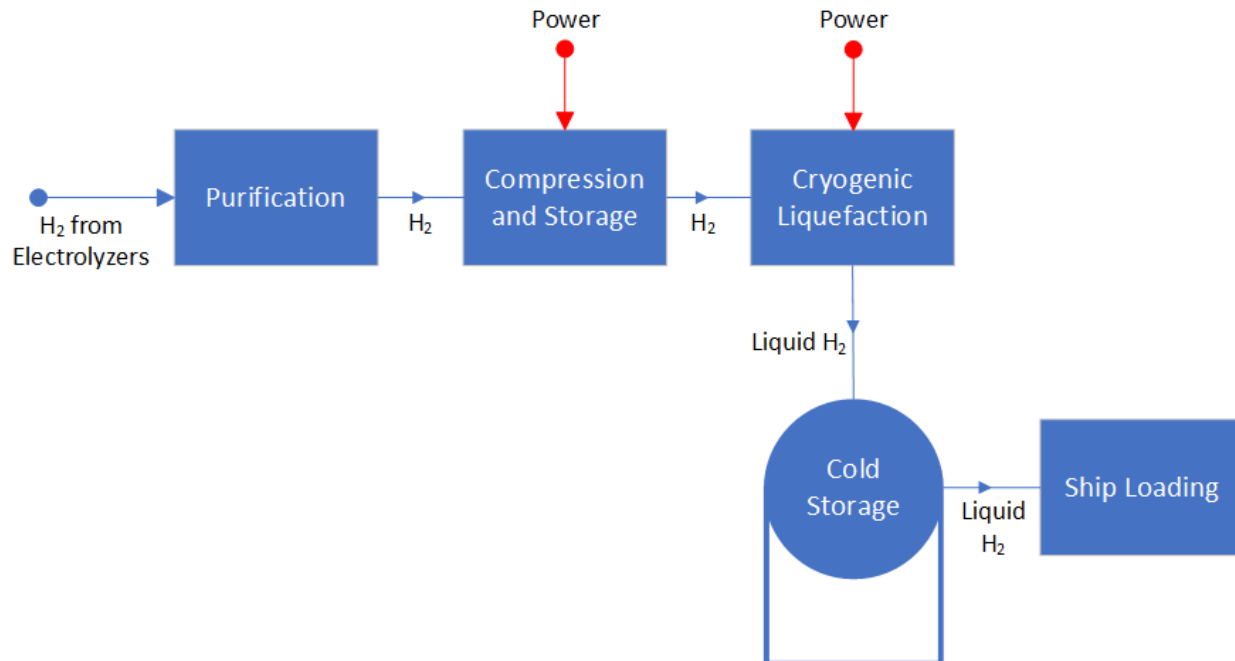 Power
Power
Purification
Compression
and Storage
Cryogenic
Liquefaction
H₂ from
Electrolyzers
H₂
H₂
Liquid H₂
Cold
Storage
Ship Loading
Liquid
H₂